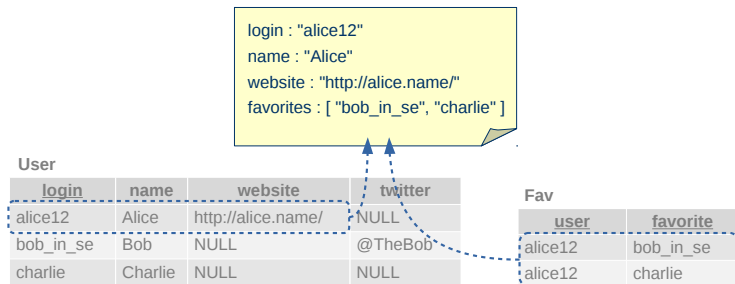 login : "alice12"
name : "Alice"
website : "http://alice.name/"
favorites : [ "bob_in_se", "charlie" ]
User
login name website twitter
alice12 Alice http://alice.name/ NULL
bob_in_se Bob NULL @TheBob
charlie Charlie NULL NULL
Fav
user favorite
alice12 bob_in_se
alice12 charlie